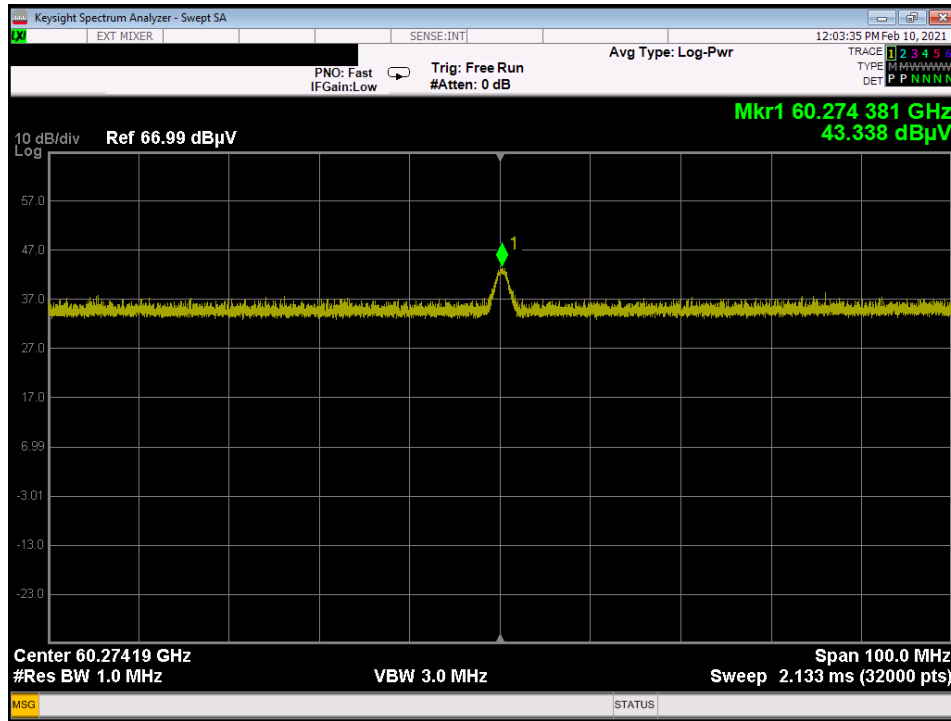 Keysight Spectrum Analyzer - Swept SA
LXI EXT MIXER SENSE:INT 12:03:35 PM Feb 10, 2021
PNO: Fast Trig: Free Run Avg Type: Log-Pwr TRACE 1 2 3 4 5 6
IFGain:Low #Atten: 0 dB TYPE M M W W W W
DET P P N N N N
Mkr1 60.274 381 GHz
43.338 dBµV
10 dB/div Ref 66.99 dBµV
Log
1
57.0
47.0
37.0
27.0
17.0
6.99
-3.01
-13.0
-23.0
Center 60.27419 GHz Span 100.0 MHz
#Res BW 1.0 MHz VBW 3.0 MHz Sweep 2.133 ms (32000 pts)
MSG STATUS